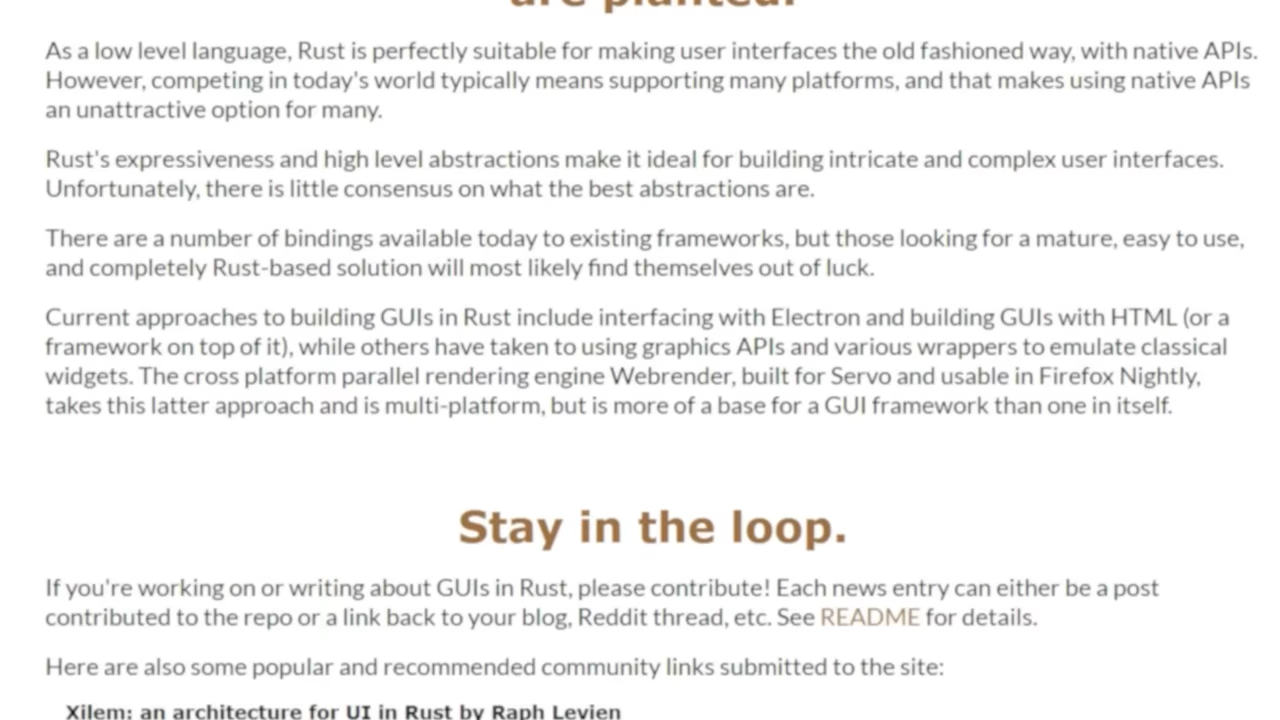 are planted.
As a low level language, Rust is perfectly suitable for making user interfaces the old fashioned way, with native APIs.
However, competing in today's world typically means supporting many platforms, and that makes using native APIs
an unattractive option for many.
Rust's expressiveness and high level abstractions make it ideal for building intricate and complex user interfaces.
Unfortunately, there is little consensus on what the best abstractions are.
There are a number of bindings available today to existing frameworks, but those looking for a mature, easy to use,
and completely Rust-based solution will most likely find themselves out of luck.
Current approaches to building GUIs in Rust include interfacing with Electron and building GUIs with HTML (or a
framework on top of it), while others have taken to using graphics APIs and various wrappers to emulate classical
widgets. The cross platform parallel rendering engine Webrender, built for Servo and usable in Firefox Nightly,
takes this latter approach and is multi-platform, but is more of a base for a GUI framework than one in itself.
Stay in the loop.
If you're working on or writing about GUIs in Rust, please contribute! Each news entry can either be a post
contributed to the repo or a link back to your blog, Reddit thread, etc. See README for details.
Here are also some popular and recommended community links submitted to the site:
Xilem: an architecture for UI in Rust by Raph Levien